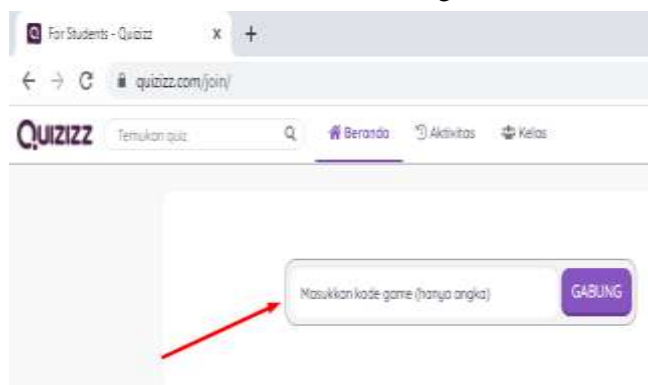 For Students - Quizizz x +
quizizz.com/join/
QUIZIZZ Temukan quiz Beranda Aktivitas Kelas
Masukkan kode game (hanya angka) GABUNG